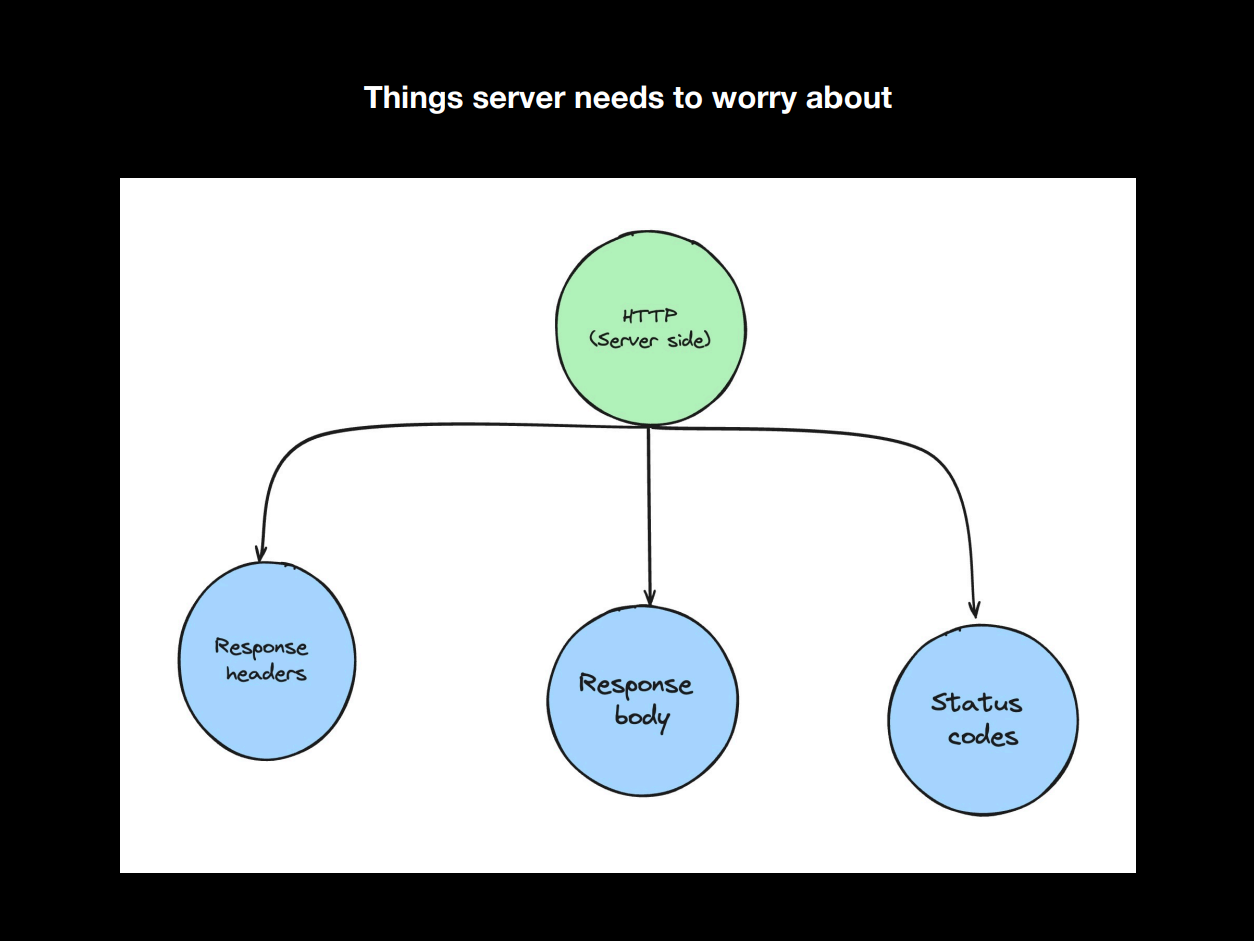 Things server needs to worry about
HTTP
(Server side)
Response
headers
Response
body
Status
codes